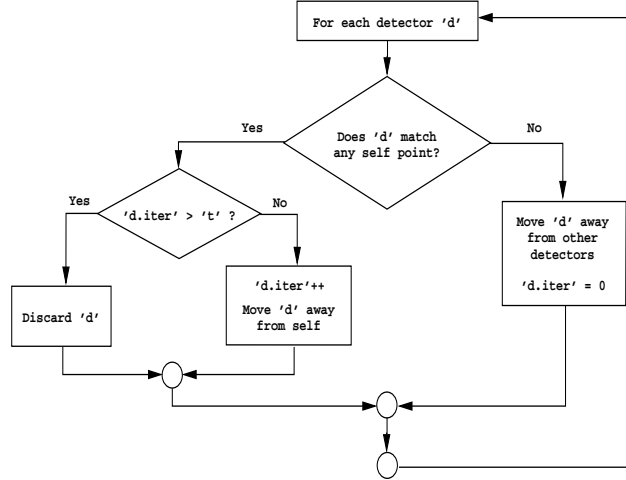 For each detector 'd'
Yes
Does 'd' match
any self point?
No
Yes
'd.iter' > 't' ?
No
Move 'd' away
from other
detectors
'd.iter' = 0
Discard 'd'
'd.iter'++
Move 'd' away
from self